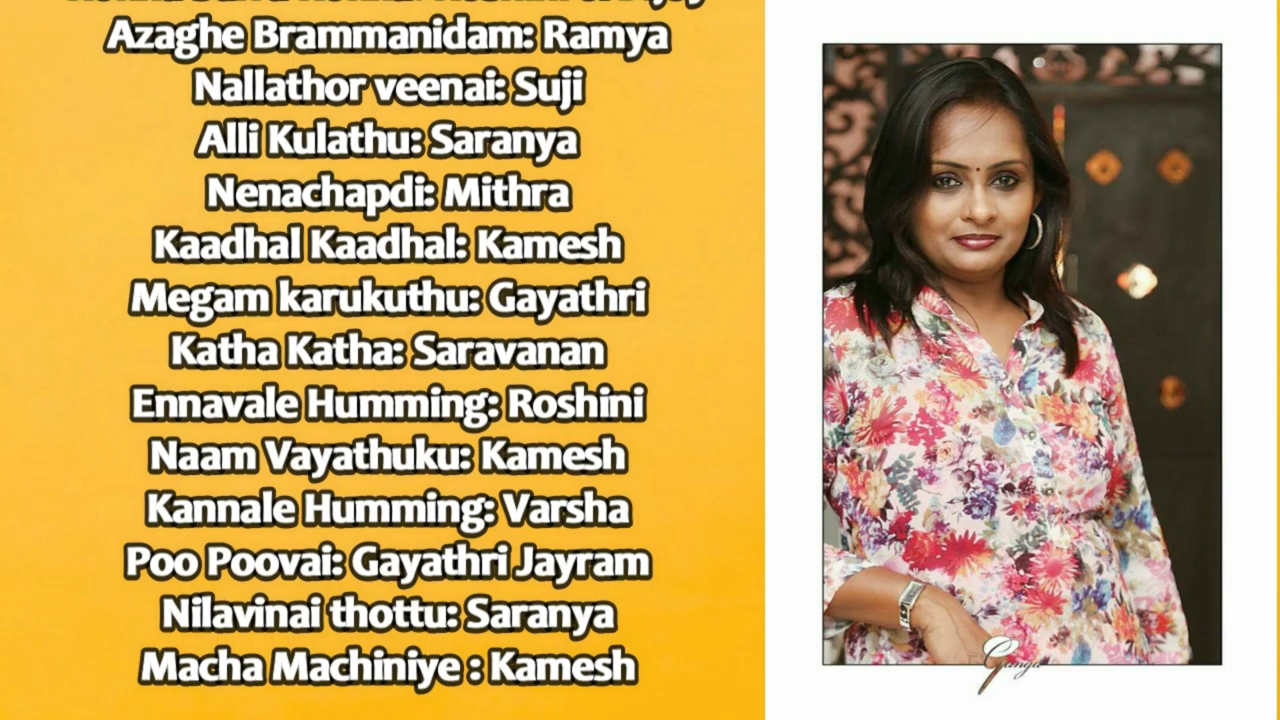 Azaghe Brammanidam: Ramya
Nallathor veenai: Suji
Alli Kulathu: Saranya
Nenachapdi: Mithra
Kaadhal Kaadhal: Kamesh
Megam karukuthu: Gayathri
Katha Katha: Saravanan
Ennavale Humming: Roshini
Naam Vayathuku: Kamesh
Kannale Humming: Varsha
Poo Poovai: Gayathri Jayram
Nilavinai thottu: Saranya
Macha Machiniye : Kamesh
Ganga